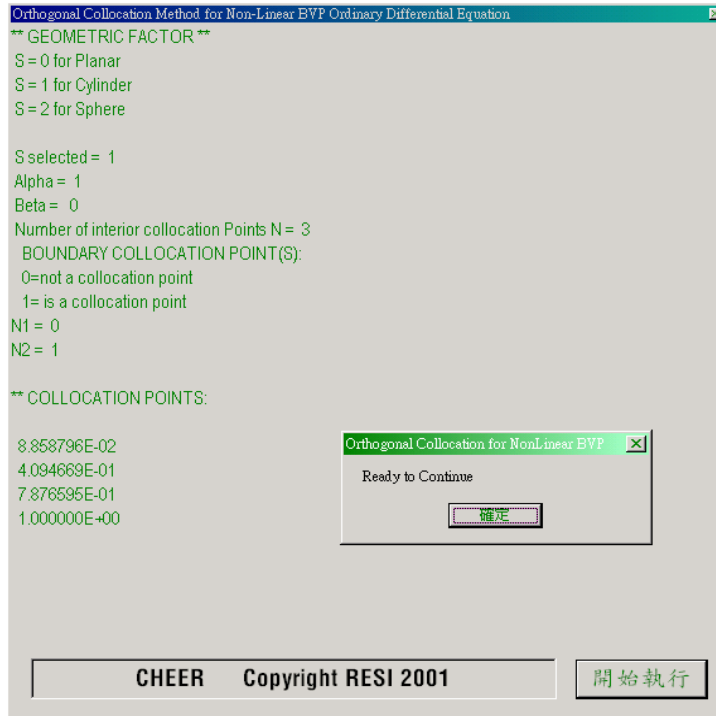 Orthogonal Collocation Method for Non-Linear BVP Ordinary Differential Equation
** GEOMETRIC FACTOR **
S = 0 for Planar
S = 1 for Cylinder
S = 2 for Sphere
S selected = 1
Alpha = 1
Beta = 0
Number of interior collocation Points N = 3
BOUNDARY COLLOCATION POINT(S):
0=not a collocation point
1= is a collocation point
N1 = 0
N2 = 1
** COLLOCATION POINTS:
8.858796E-02
4.094669E-01
7.876595E-01
1.000000E+00
Orthogonal Collocation for NonLinear BVP
Ready to Continue
確定
CHEER Copyright RESI 2001
開始執行